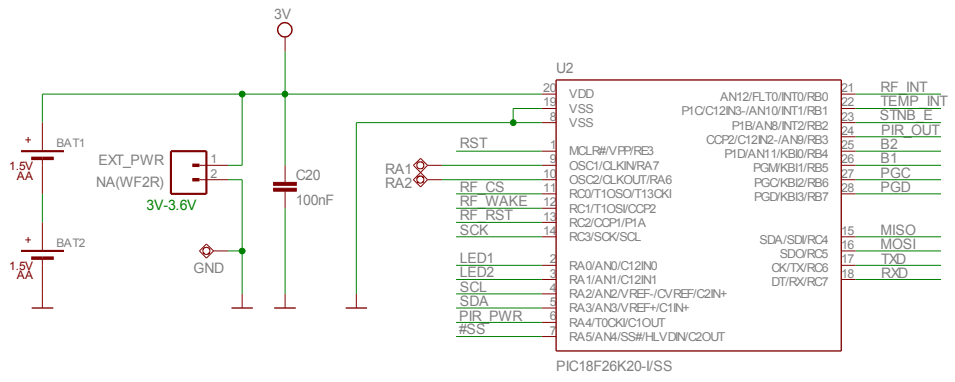 3V
U2
20 VDD
19 VSS
8 VSS
1 MCLR#/VPP/RE3
9 OSC1/CLKIN/RA7
10 OSC2/CLKOUT/RA6
11 RC0/T1OSO/T13CKI
12 RC1/T1OSI/CCP2
13 RC2/CCP1/P1A
14 RC3/SCK/SCL
2 RA0/AN0/C12IN0
3 RA1/AN1/C12IN1
4 RA2/AN2/VREF-/CVREF/C2IN+
5 RA3/AN3/VREF+/C1IN+
6 RA4/T0CKI/C1OUT
7 RA5/AN4/SS#/HLVDIN/C2OUT
AN12/FLT0/INT0/RB0 21 RF_INT
P1C/C12IN3-/AN10/INT1/RB1 22 TEMP_INT
P1B/AN8/INT2/RB2 23 STNB_E
CCP2/C12IN2-/AN9/RB3 24 PIR_OUT
P1D/AN11/KBI0/RB4 25 B2
PGM/KBI1/RB5 26 B1
PGC/KBI2/RB6 27 PGC
PGD/KBI3/RB7 28 PGD
SDA/SDI/RC4 15 MISO
SDO/RC5 16 MOSI
CK/TX/RC6 17 TXD
DT/RX/RC7 18 RXD
PIC18F26K20-I/SS
RST
RA1
RA2
RF_CS
RF_WAKE
RF_RST
SCK
LED1
LED2
SCL
SDA
PIR_PWR
#SS
+ BAT1
1.5V
AA
+ BAT2
1.5V
AA
EXT_PWR 1
NA(WF2R) 2
3V-3.6V
GND
C20
100nF